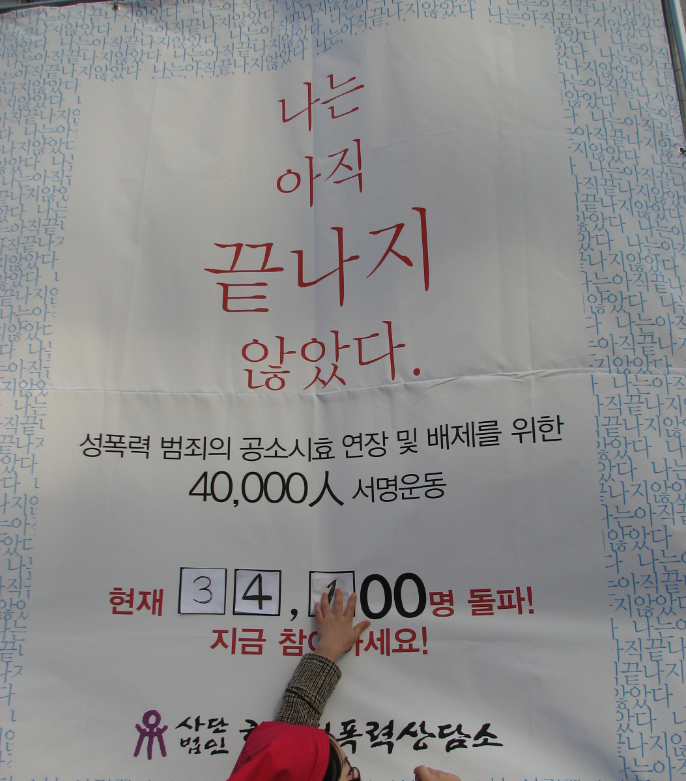 나는
아직
끝나지
않았다.
성폭력 범죄의 공소시효 연장 및 배제를 위한
40,000人 서명운동
현재 34,100명 돌파!
지금 참여하세요!
사단
법인
폭력상담소